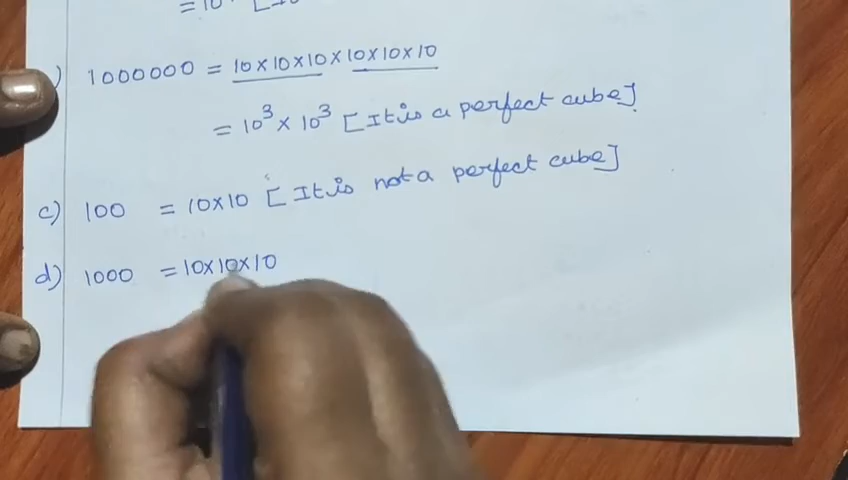 = 10
) 1000000 = 10×10×10×10×10×10
= 10³ × 10³ [It is a perfect cube]
c) 100 = 10×10 [It is not a perfect cube]
d) 1000 = 10×10×10